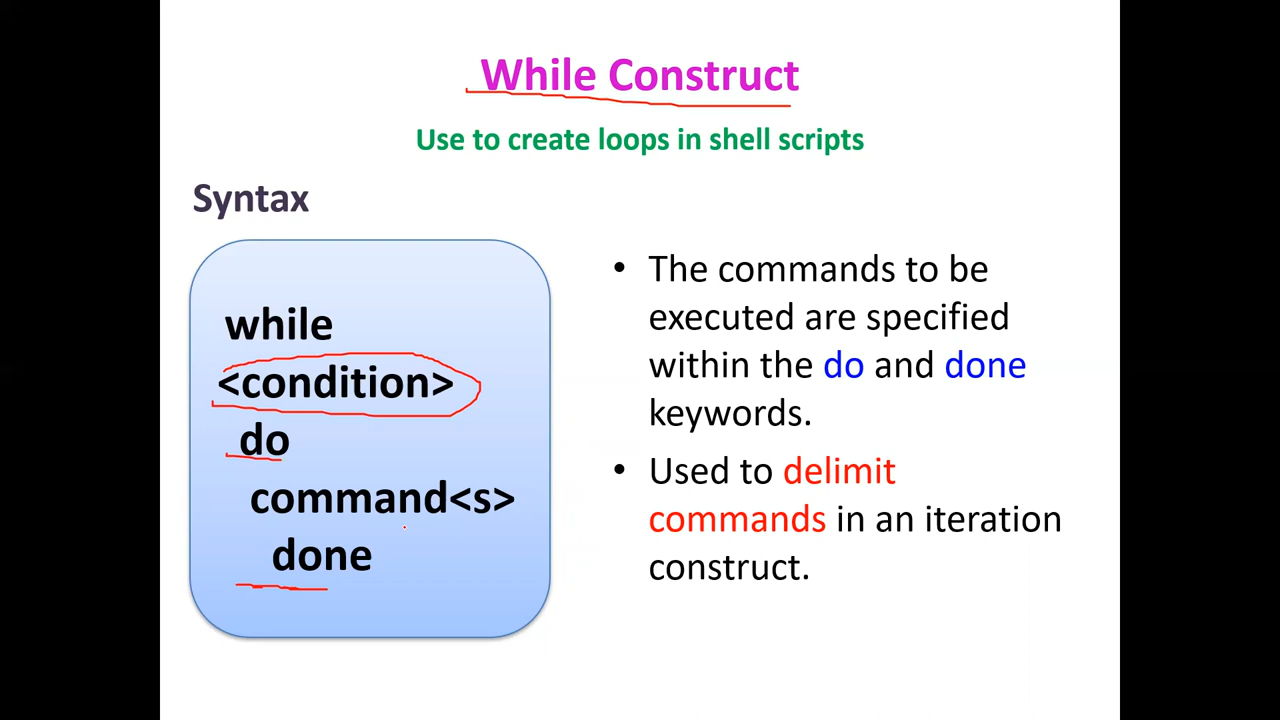 While Construct
Use to create loops in shell scripts
Syntax
while
<condition>
do
command<s>
done
• The commands to be
executed are specified
within the do and done
keywords.
• Used to delimit
commands in an iteration
construct.